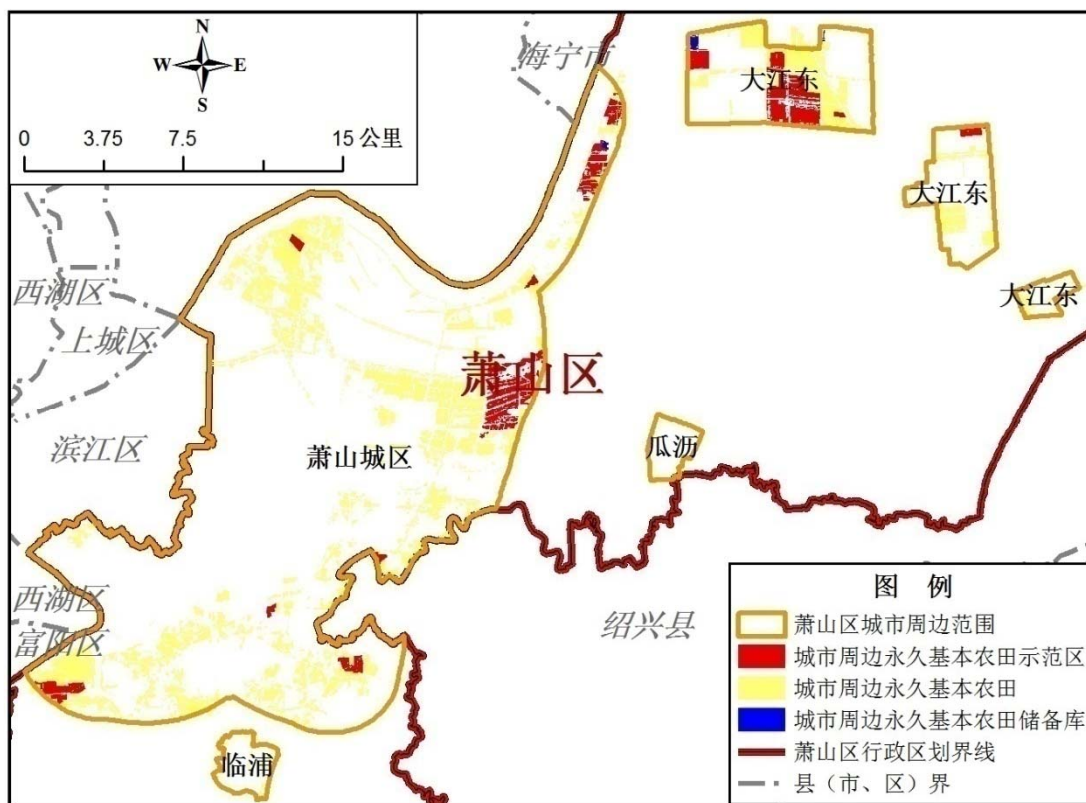 N
W E
S
0 3.75 7.5 15 公里
海宁市
大江东
大江东
西湖区
大江东
上城区
萧山区
滨江区
萧山城区
瓜沥
西湖区
绍兴县
富阳区
临浦
图 例
萧山区城市周边范围
城市周边永久基本农田示范区
城市周边永久基本农田
城市周边永久基本农田储备库
萧山区行政区划界线
县（市、区）界